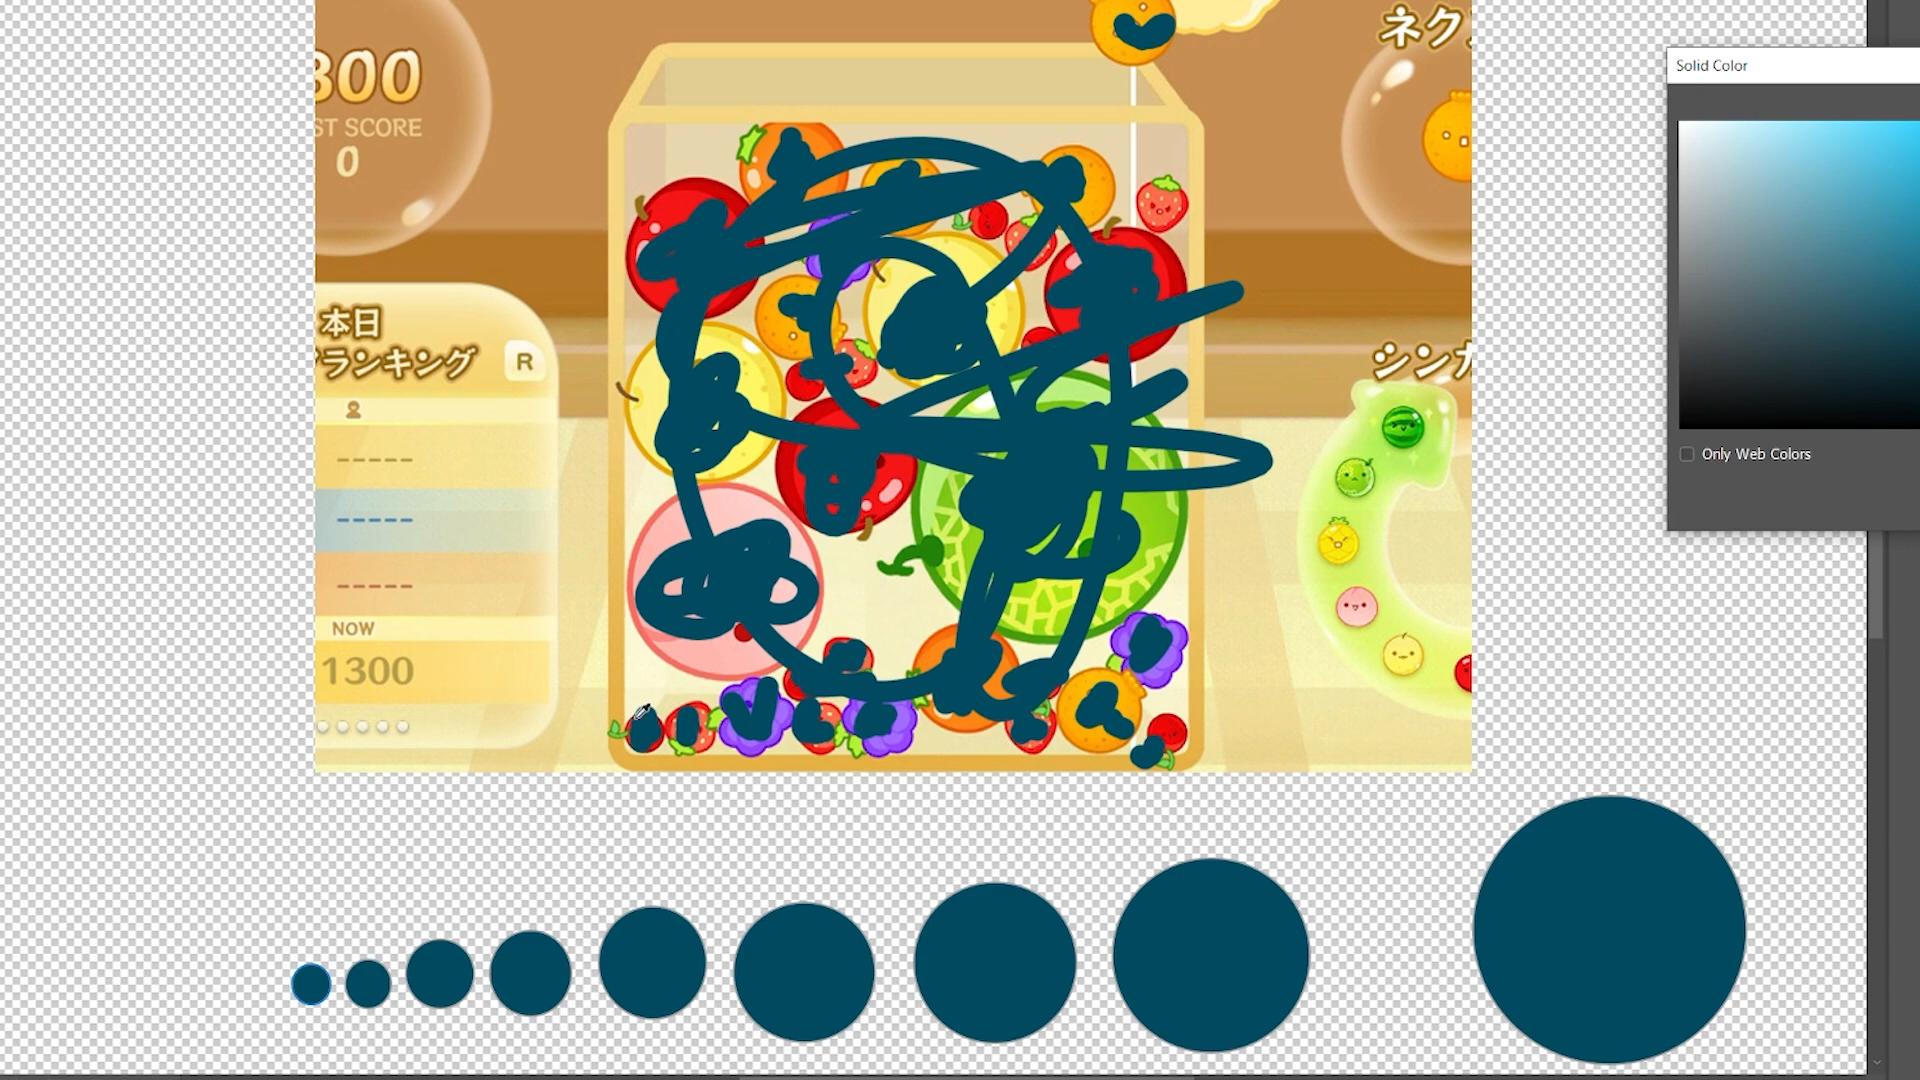 300
ST SCORE
0
本日
ランキング
R
-----
-----
-----
NOW
1300
ネク
シン
Solid Color
Only Web Colors